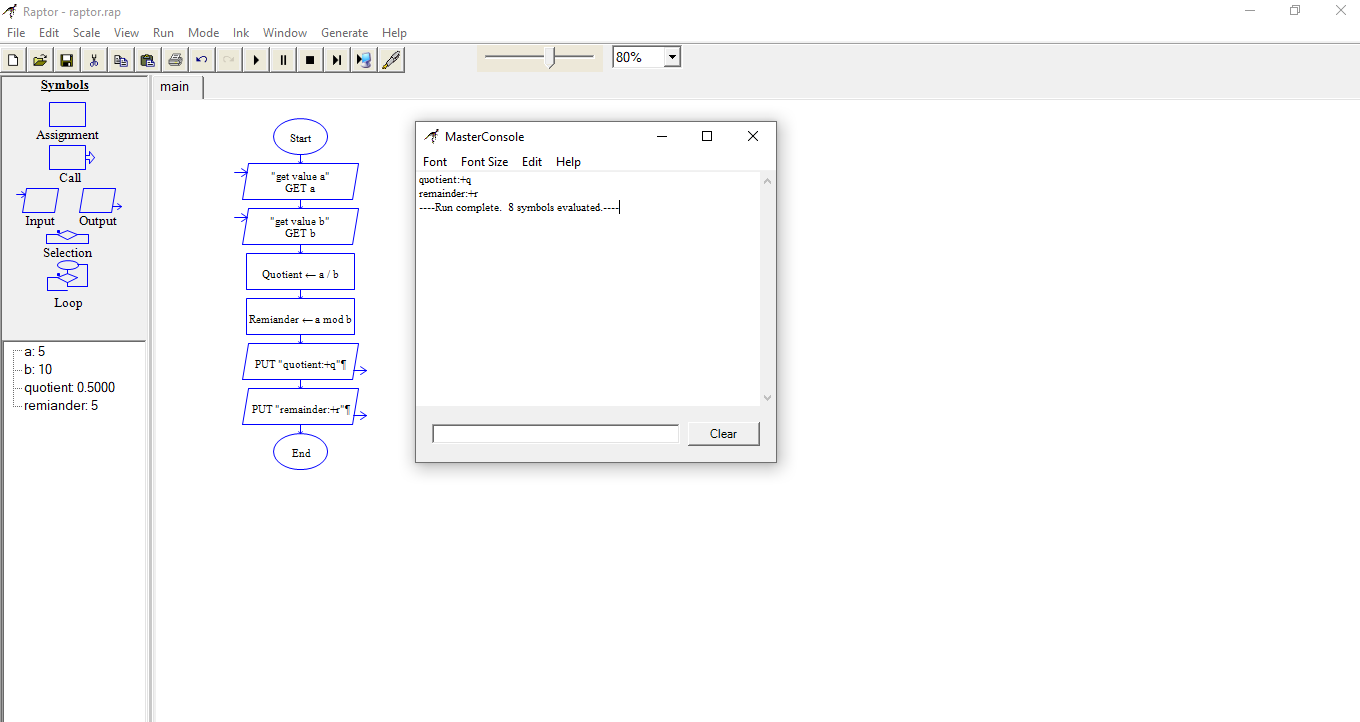 Raptor - raptor.rap
File Edit Scale View Run Mode Ink Window Generate Help
80%
Symbols
Assignment
Call
Input Output
Selection
Loop
a: 5
b: 10
quotient: 0.5000
remiander: 5
main
Start
"get value a"
GET a
"get value b"
GET b
Quotient ← a / b
Remiander ← a mod b
PUT "quotient:+q"¶
PUT "remainder:+r"¶
End
MasterConsole
Font Font Size Edit Help
quotient:+q
remainder:+r
----Run complete. 8 symbols evaluated.----
Clear